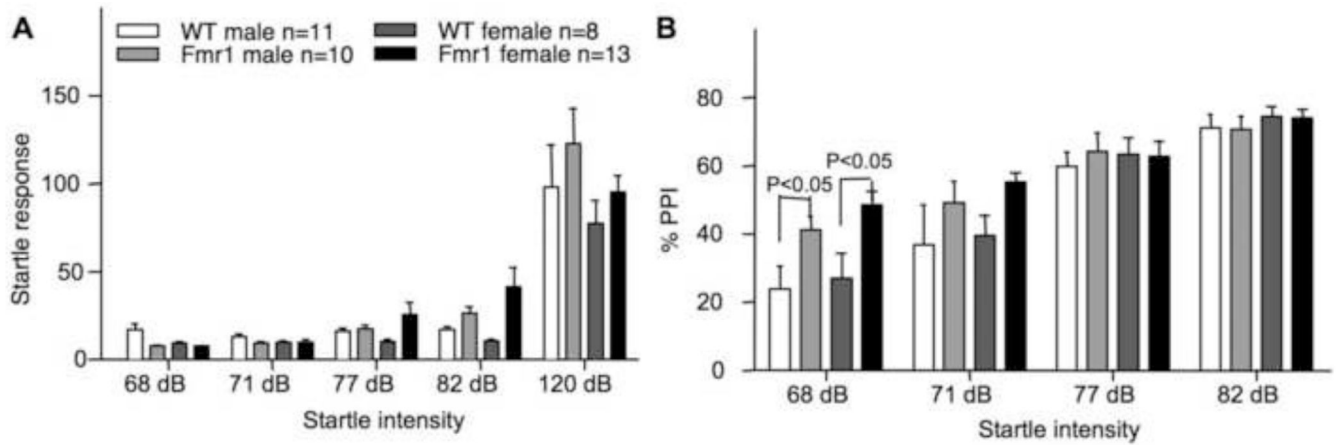 A
WT male n=11
WT female n=8
Fmr1 male n=10
Fmr1 female n=13
Startle response
150
100
50
0
68 dB
71 dB
77 dB
82 dB
120 dB
Startle intensity
B
% PPI
80
60
40
20
0
P<0.05
P<0.05
68 dB
71 dB
77 dB
82 dB
Startle intensity